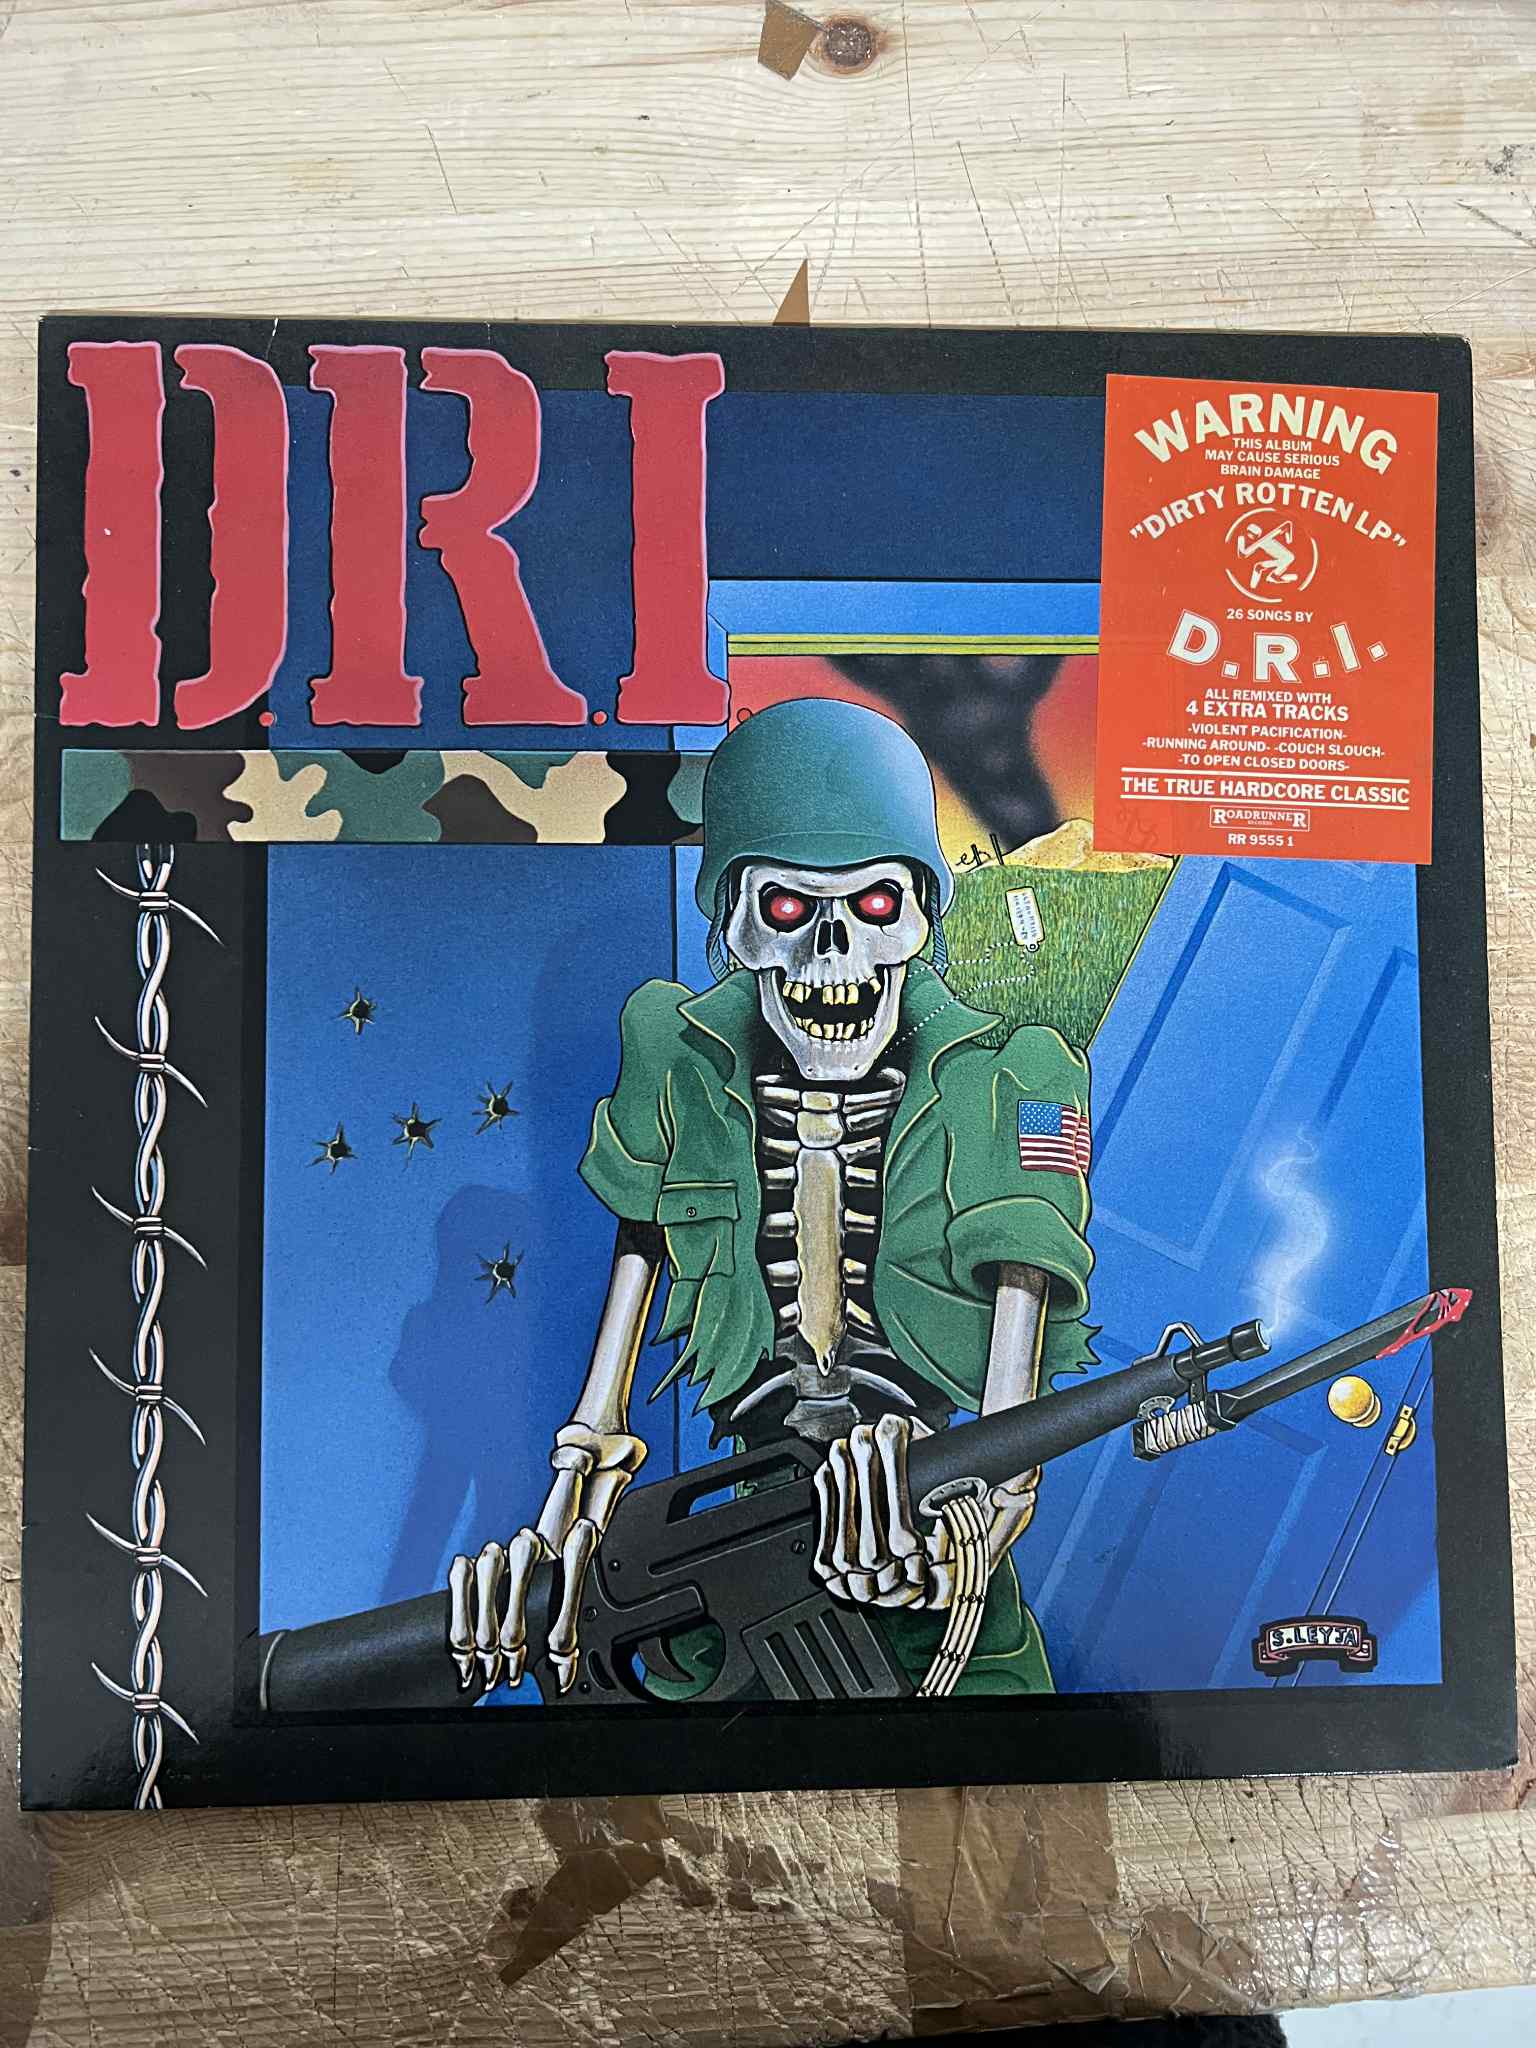 D.R.I
WARNING
THIS ALBUM
MAY CAUSE SERIOUS
BRAIN DAMAGE
"DIRTY ROTTEN LP"
26 SONGS BY
D.R.I.
ALL REMIXED WITH
4 EXTRA TRACKS
-VIOLENT PACIFICATION-
-RUNNING AROUND- -COUCH SLOUCH-
-TO OPEN CLOSED DOORS-
THE TRUE HARDCORE CLASSIC
ROADRUNNER
RECORDS
RR 9555 1
S.LEYJA